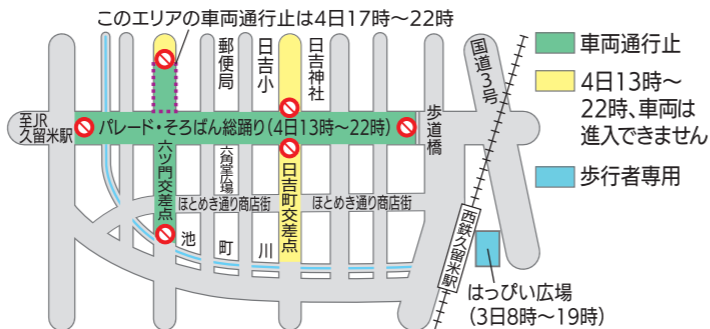 このエリアの車両通行止は4日17時〜22時
郵便局
日吉小
日吉神社
国道3号
車両通行止
4日13時〜
22時、車両は
進入できません
歩行者専用
至JR
久留米駅
パレード・そろばん総踊り(4日13時〜22時)
歩道橋
六ツ門交差点
六角堂広場
日吉町交差点
ほとめき通り商店街
ほとめき通り商店街
池町川
西鉄久留米駅
はっぴい広場
(3日8時〜19時)